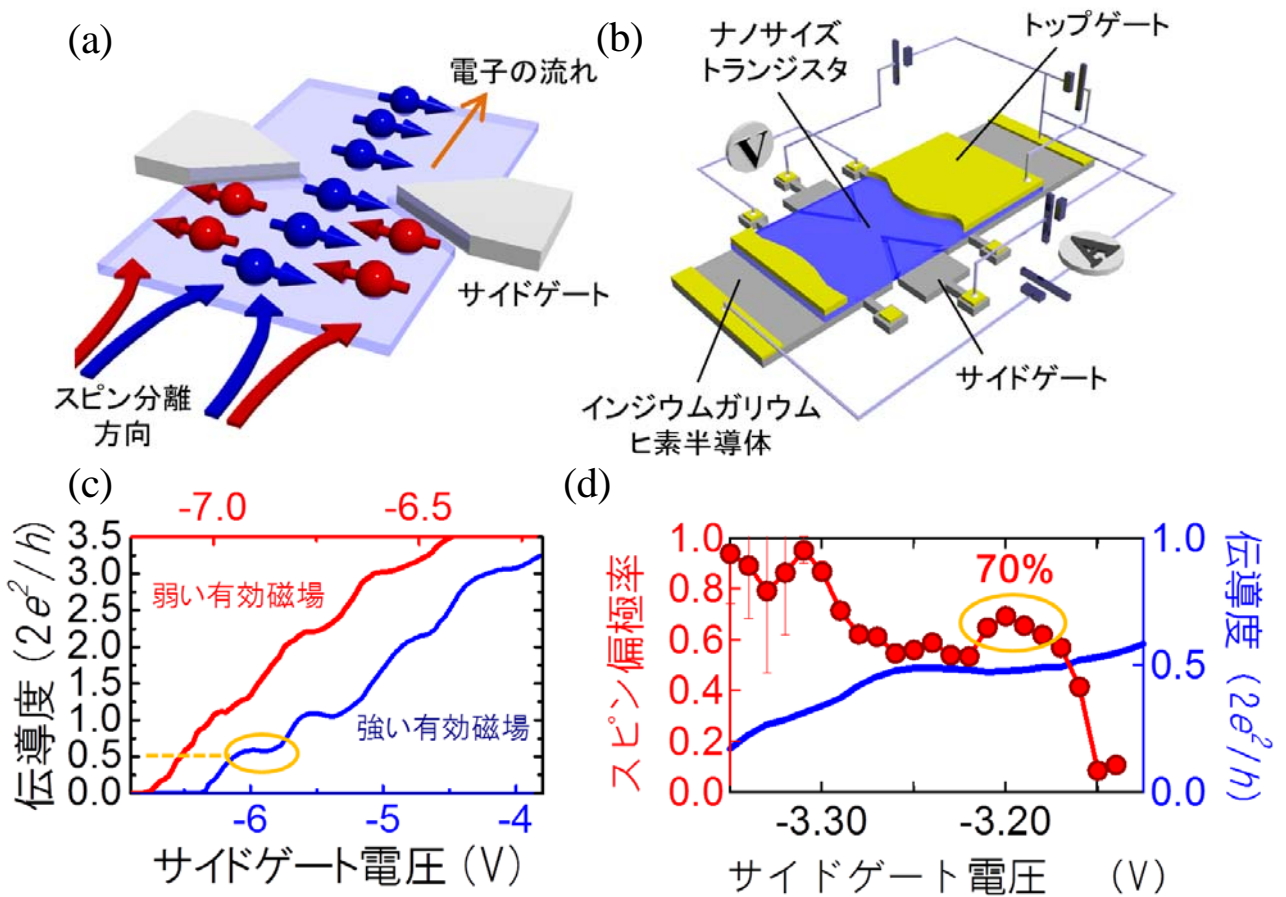 (a)
電子の流れ
サイドゲート
スピン分離
方向
(b)
ナノサイズ
トランジスタ
トップゲート
V
A
サイドゲート
インジウムガリウム
ヒ素半導体
(c)
-7.0 -6.5
伝導度 (2e²/h)
3.5
3.0
2.5
2.0
1.5
1.0
0.5
0.0
弱い有効磁場
強い有効磁場
-6 -5 -4
サイドゲート電圧 (V)
(d)
スピン偏極率
1.0
0.8
0.6
0.4
0.2
0.0
70%
1.0
0.5
0.0
伝導度 (2e²/h)
-3.30 -3.20
サイドゲート電圧 (V)